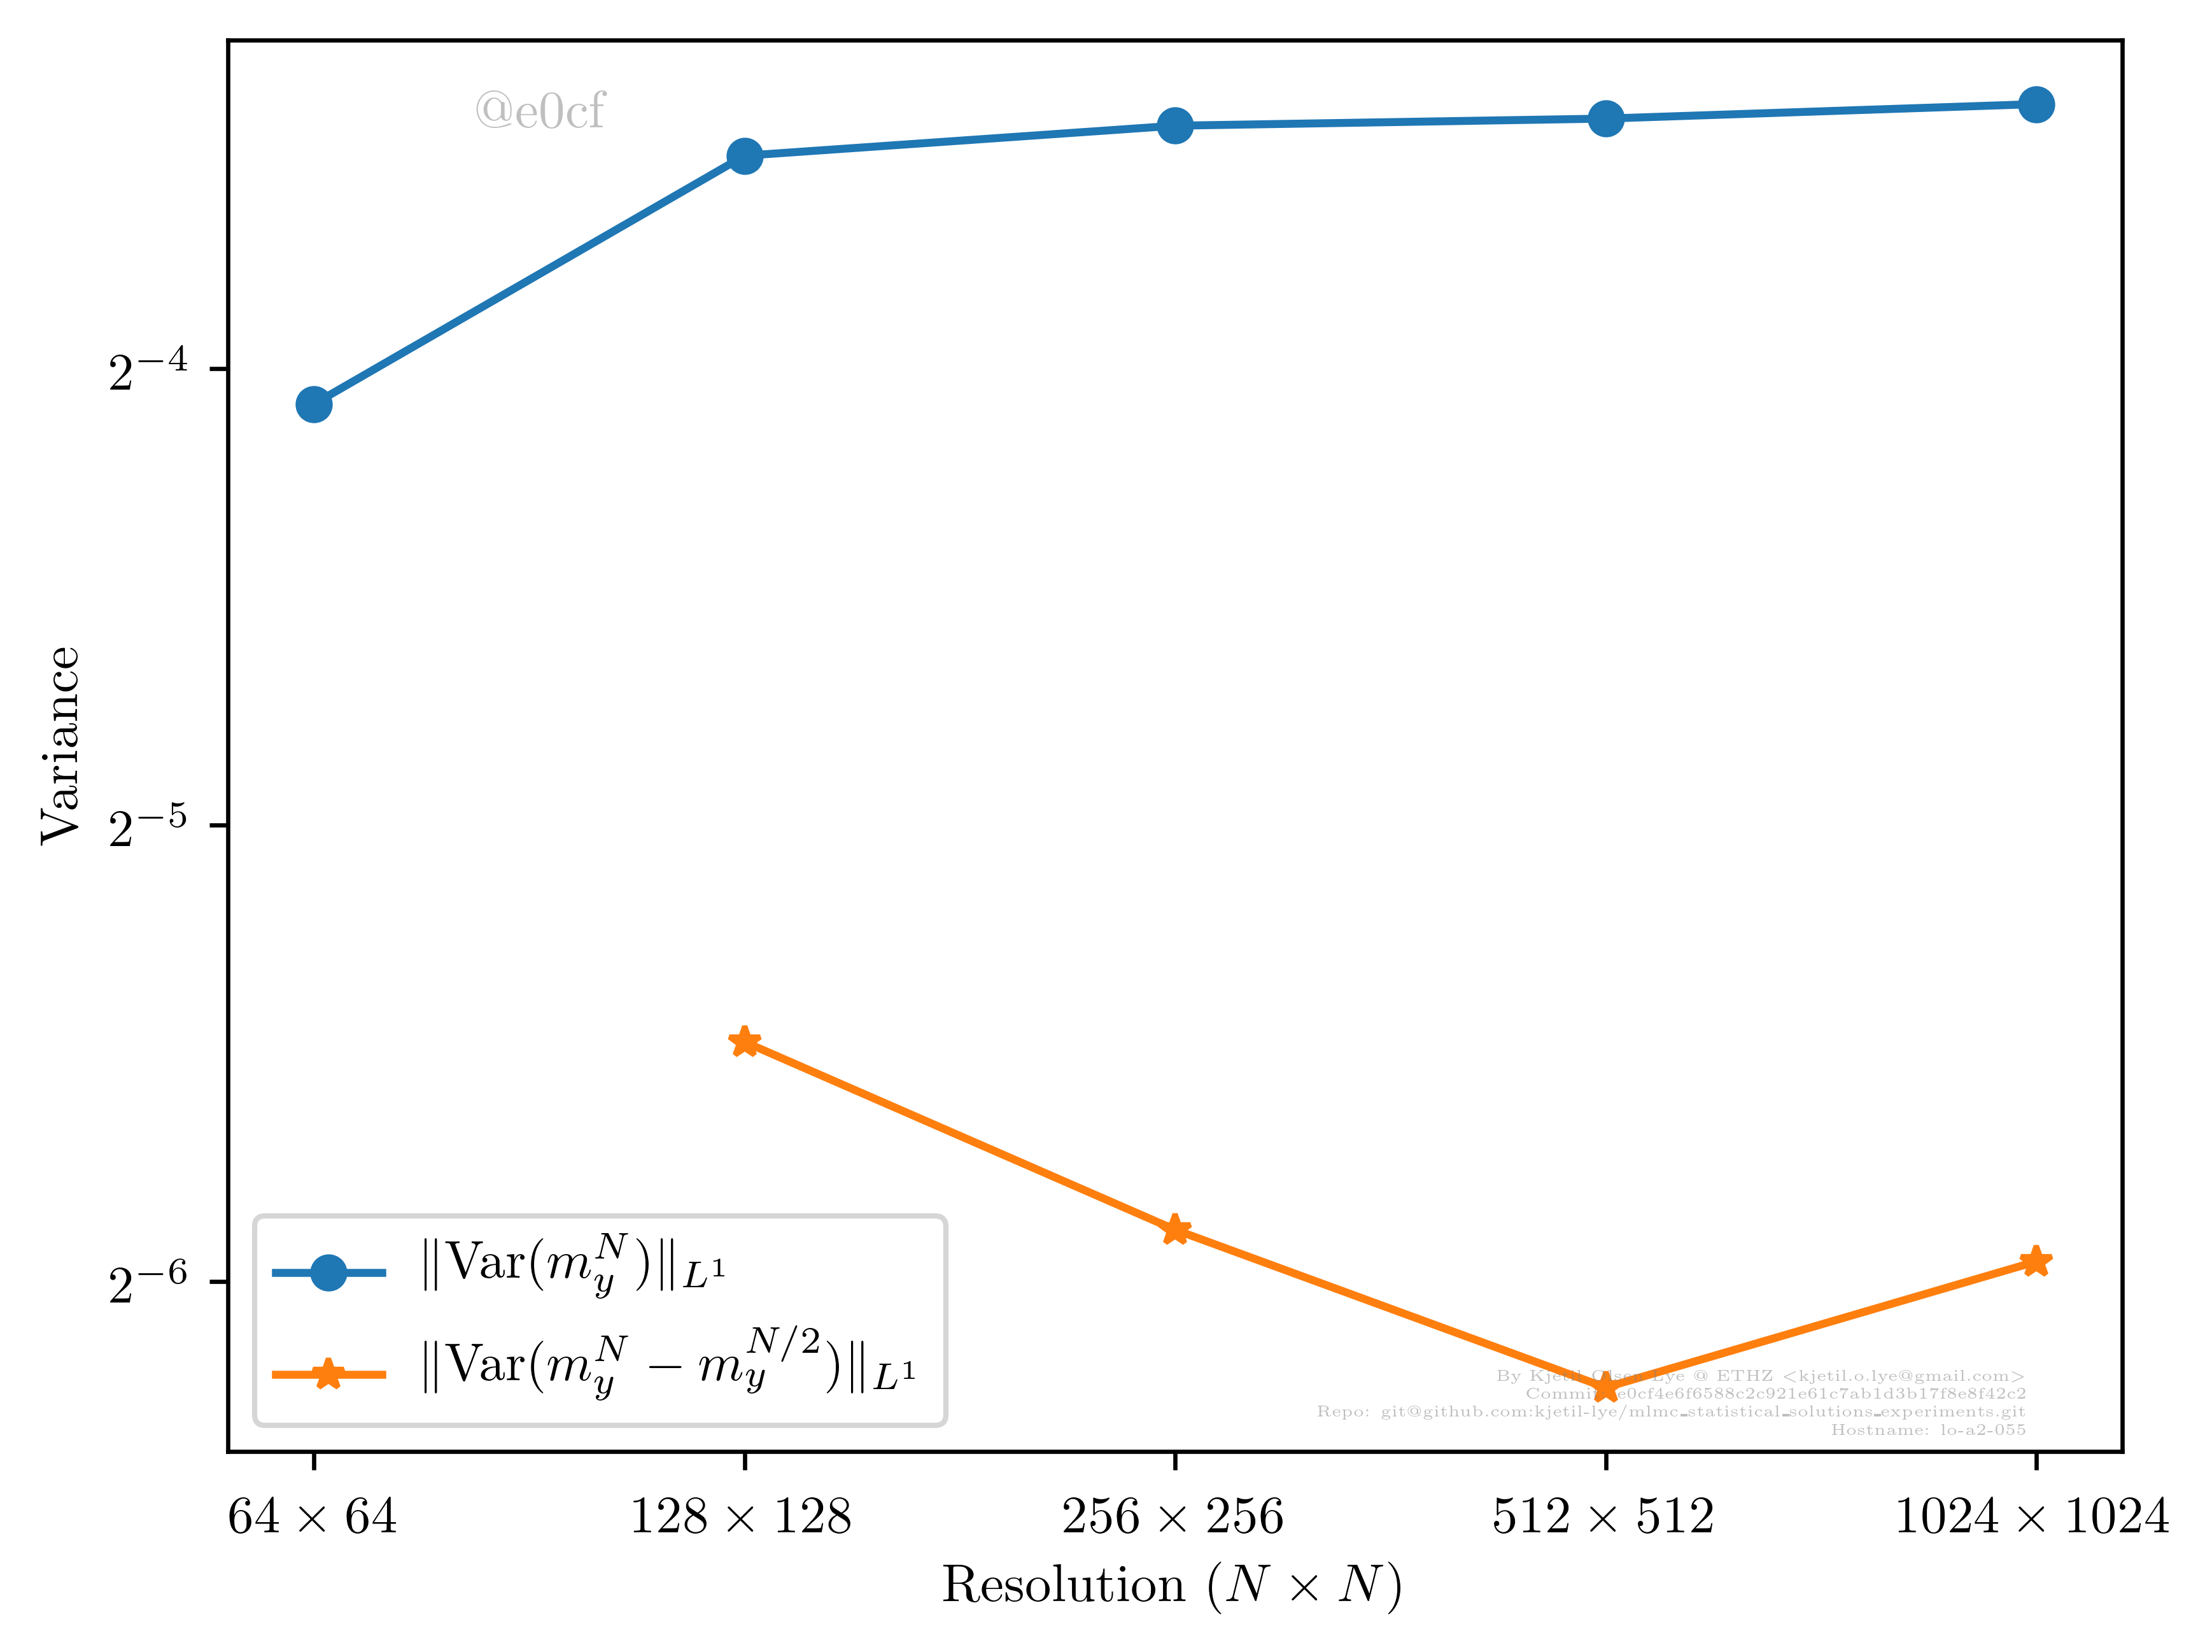 @e0cf
2^{-4}
2^{-5}
2^{-6}
Variance
‖Var(m_y^N)‖_{L^1}
‖Var(m_y^N − m_y^{N/2})‖_{L^1}
By Kjetil Olsen Lye @ ETHZ <kjetil.o.lye@gmail.com>
Commit: e0cf4e6f6588c2c921e61c7ab1d3b17f8e8f42c2
Repo: git@github.com:kjetil-lye/mlmc_statistical_solutions_experiments.git
Hostname: lo-a2-055
64 × 64 128 × 128 256 × 256 512 × 512 1024 × 1024
Resolution (N × N)